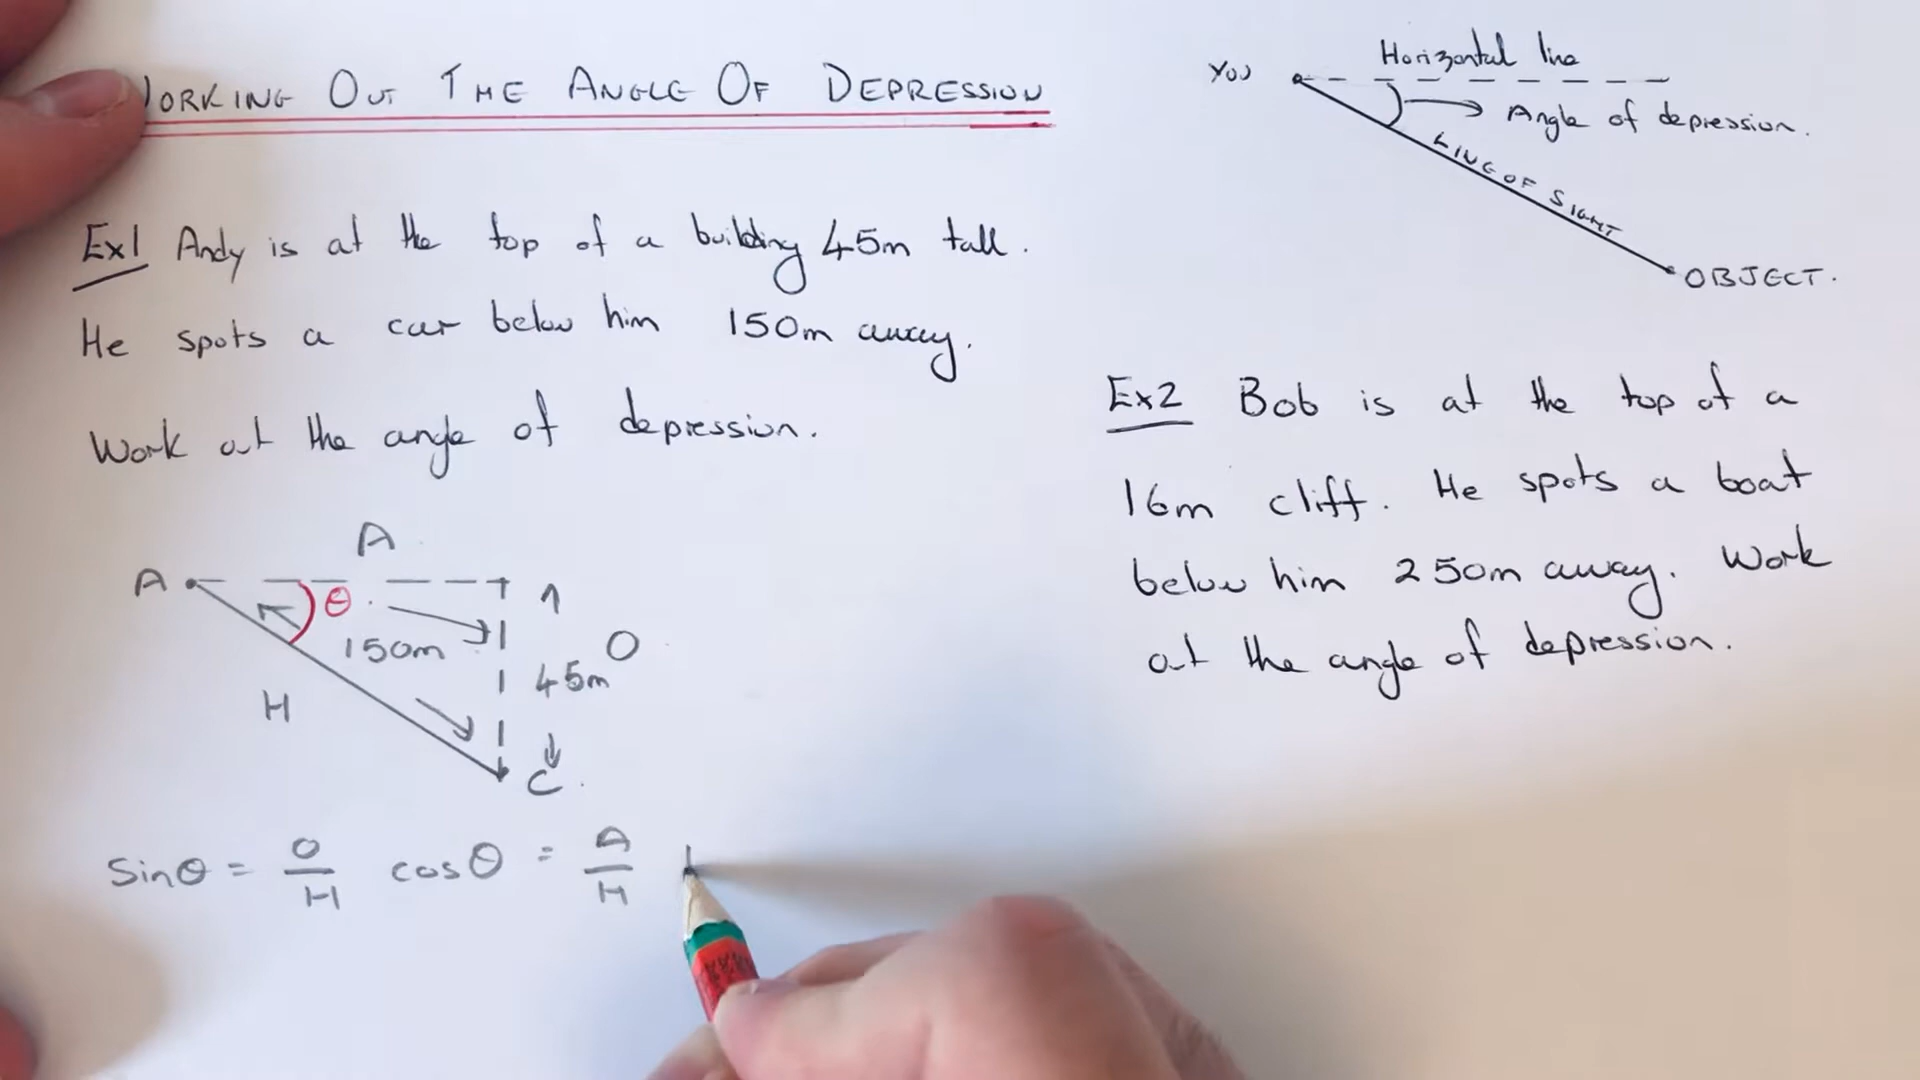 WORKING OUT THE ANGLE OF DEPRESSION
Ex1 Andy is at the top of a building 45m tall.
He spots a car below him 150m away.
Work out the angle of depression.
A
A
θ
150m
O
45m
H
C
Sinθ = O/H cosθ = A/H
YOU
Horizontal line
Angle of depression.
LINE OF SIGHT
OBJECT.
Ex2 Bob is at the top of a
16m cliff. He spots a boat
below him 250m away. Work
out the angle of depression.